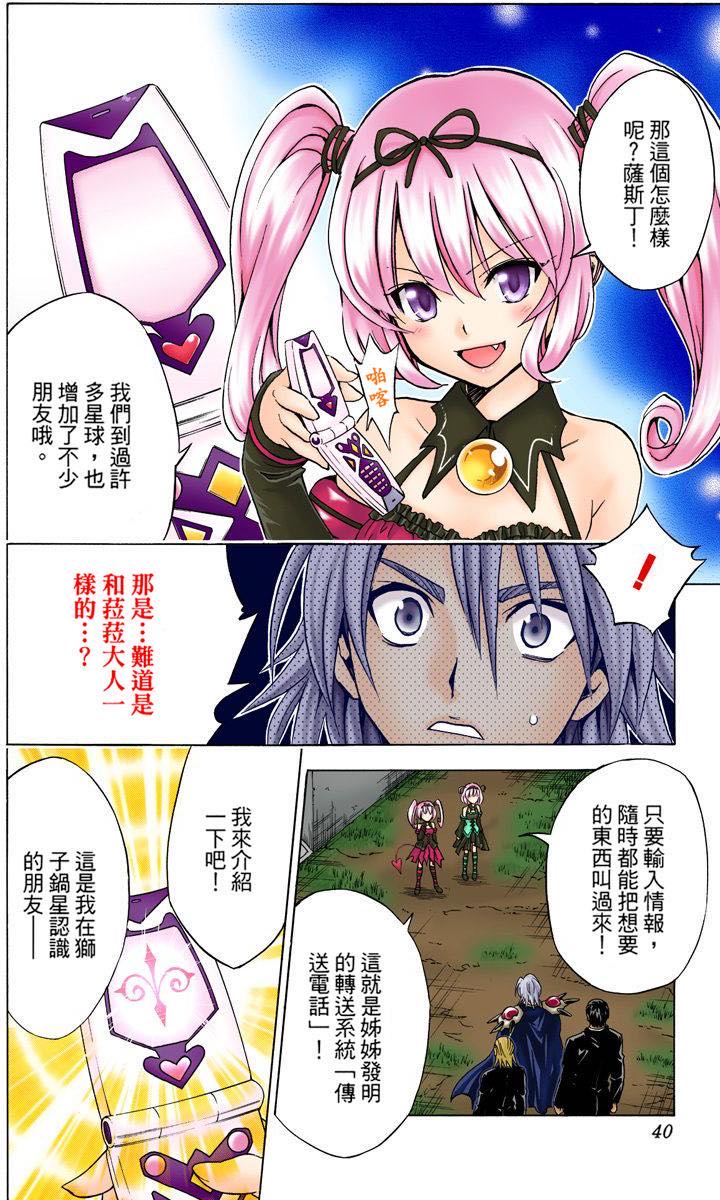 那這個怎麼樣
呢？薩斯丁！
啪喀
我們到過許
多星球，也
增加了不少
朋友哦。
！
那是…難道是
和菈菈大人一
樣的…？
只要輸入情報，
隨時都能把想要
的東西叫過來！
這就是姊姊發明
的轉送系統「傳
送電話」！
我來介紹
一下吧！
這是我在獅
子鍋星認識
的朋友——
40